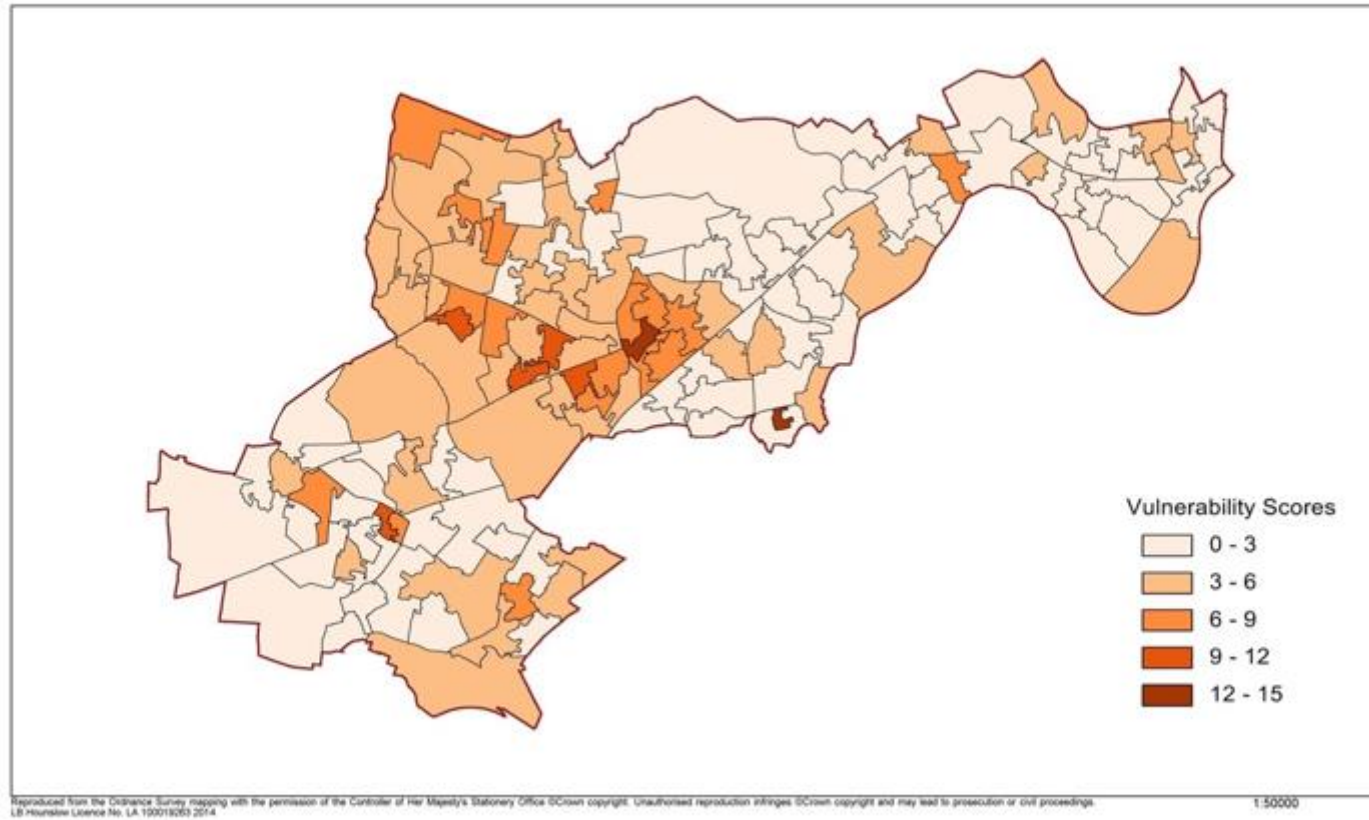 Vulnerability Scores
0 - 3
3 - 6
6 - 9
9 - 12
12 - 15
Reproduced from the Ordnance Survey mapping with the permission of the Controller of Her Majesty's Stationery Office ©Crown copyright. Unauthorised reproduction infringes ©Crown copyright and may lead to prosecution or civil proceedings.
LB Hounslow Licence No. LA 100019263 2014
1:50000